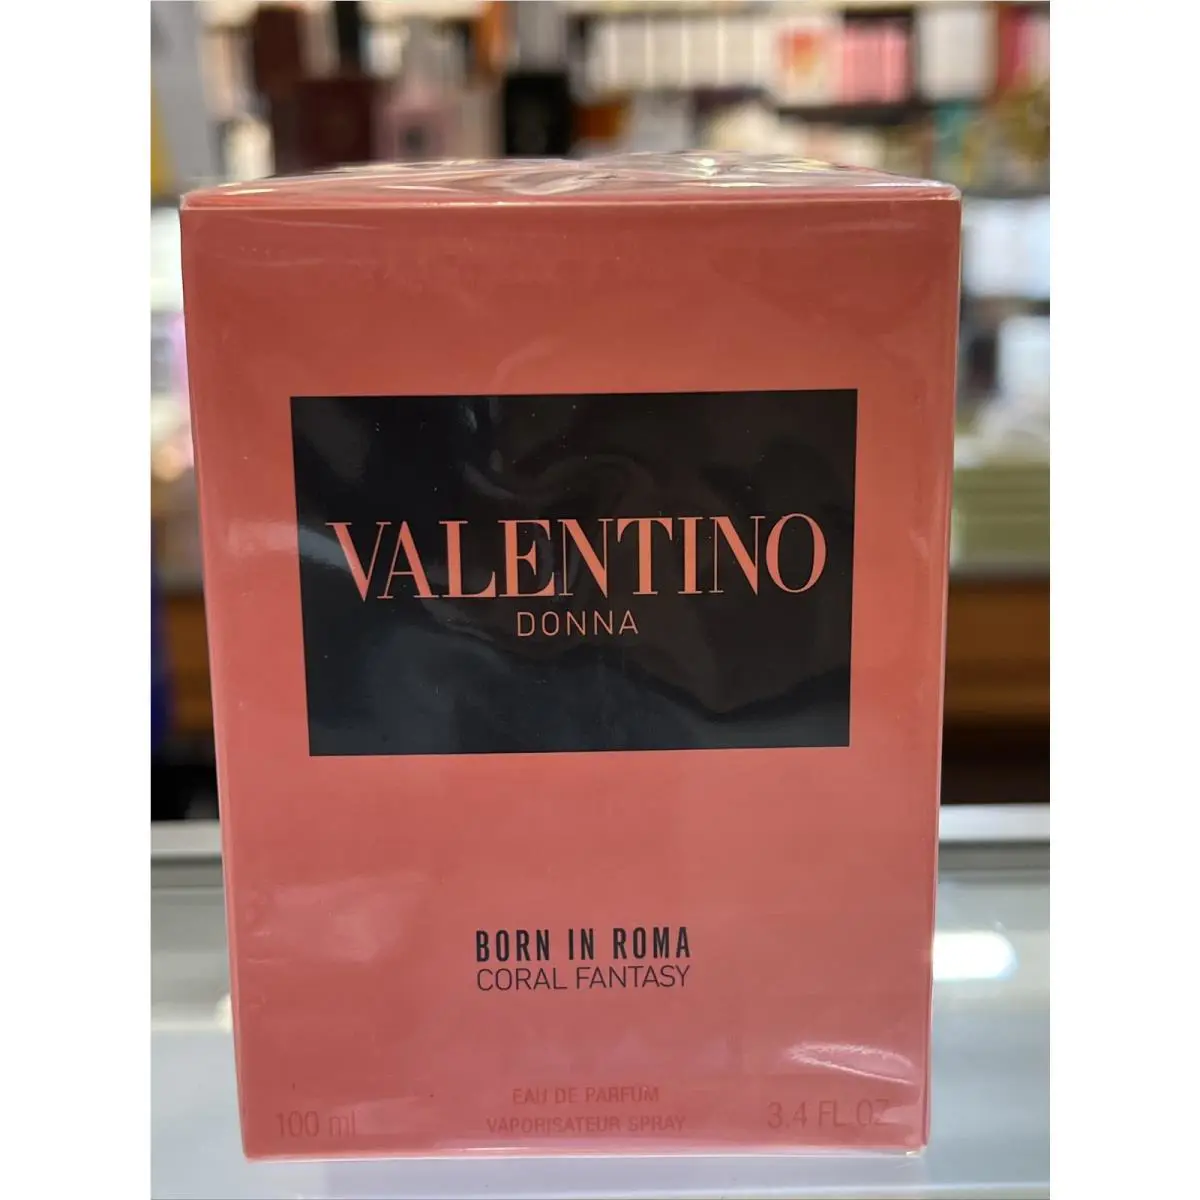 VALENTINO
DONNA
BORN IN ROMA
CORAL FANTASY
EAU DE PARFUM
100 ml VAPORISATEUR SPRAY 3.4 FL.OZ